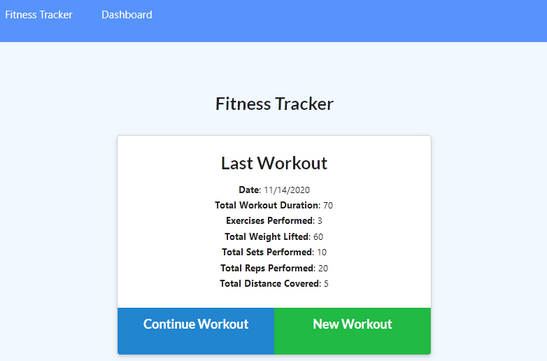 Fitness Tracker Dashboard
Fitness Tracker
Last Workout
Date: 11/14/2020
Total Workout Duration: 70
Exercises Performed: 3
Total Weight Lifted: 60
Total Sets Performed: 10
Total Reps Performed: 20
Total Distance Covered: 5
Continue Workout New Workout